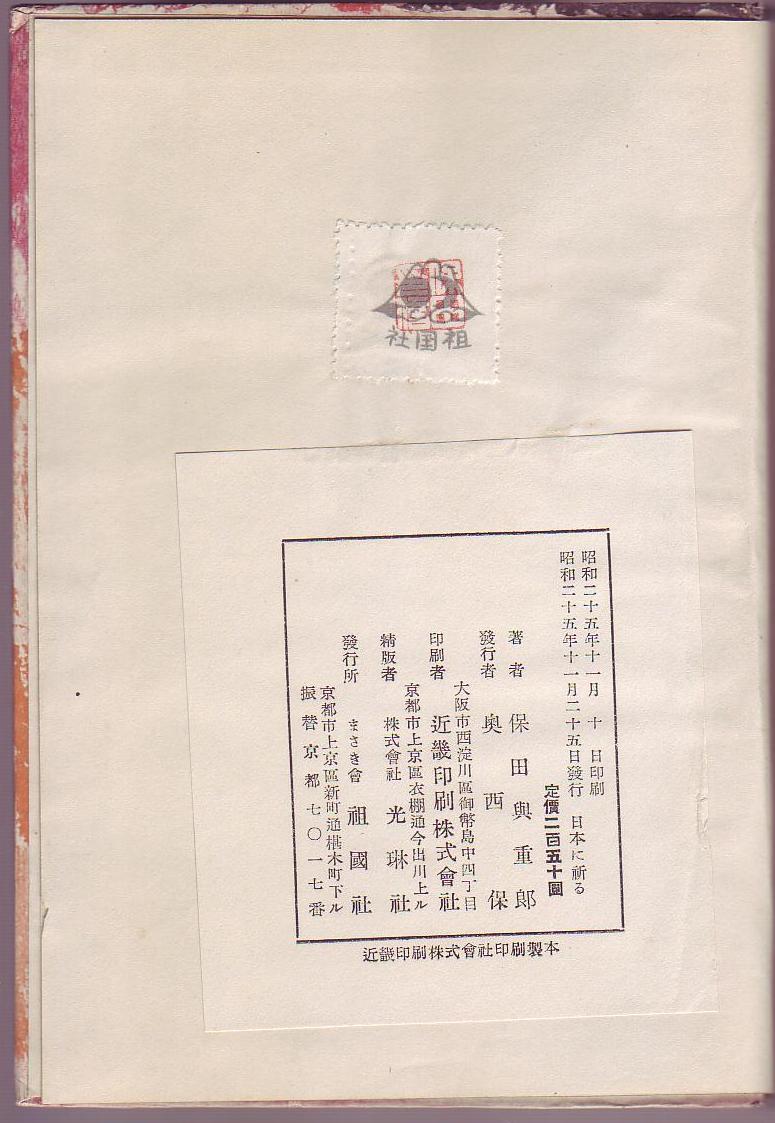 社国祖
昭和二十五年十一月 十 日印刷
昭和二十五年十一月二十五日發行 日本に祈る
定價二百五十圓
著者 保田與重郎
發行者 奥西保
大阪市西淀川區御幣島中四丁目
印刷者 近畿印刷株式會社
京都市上京區衣棚通今出川上ル
精版者 株式會社 光琳社
發行所 まさき會 祖國社
京都市上京區新町通椹木町下ル
振替京都七〇一七番
近畿印刷株式會社印刷製本